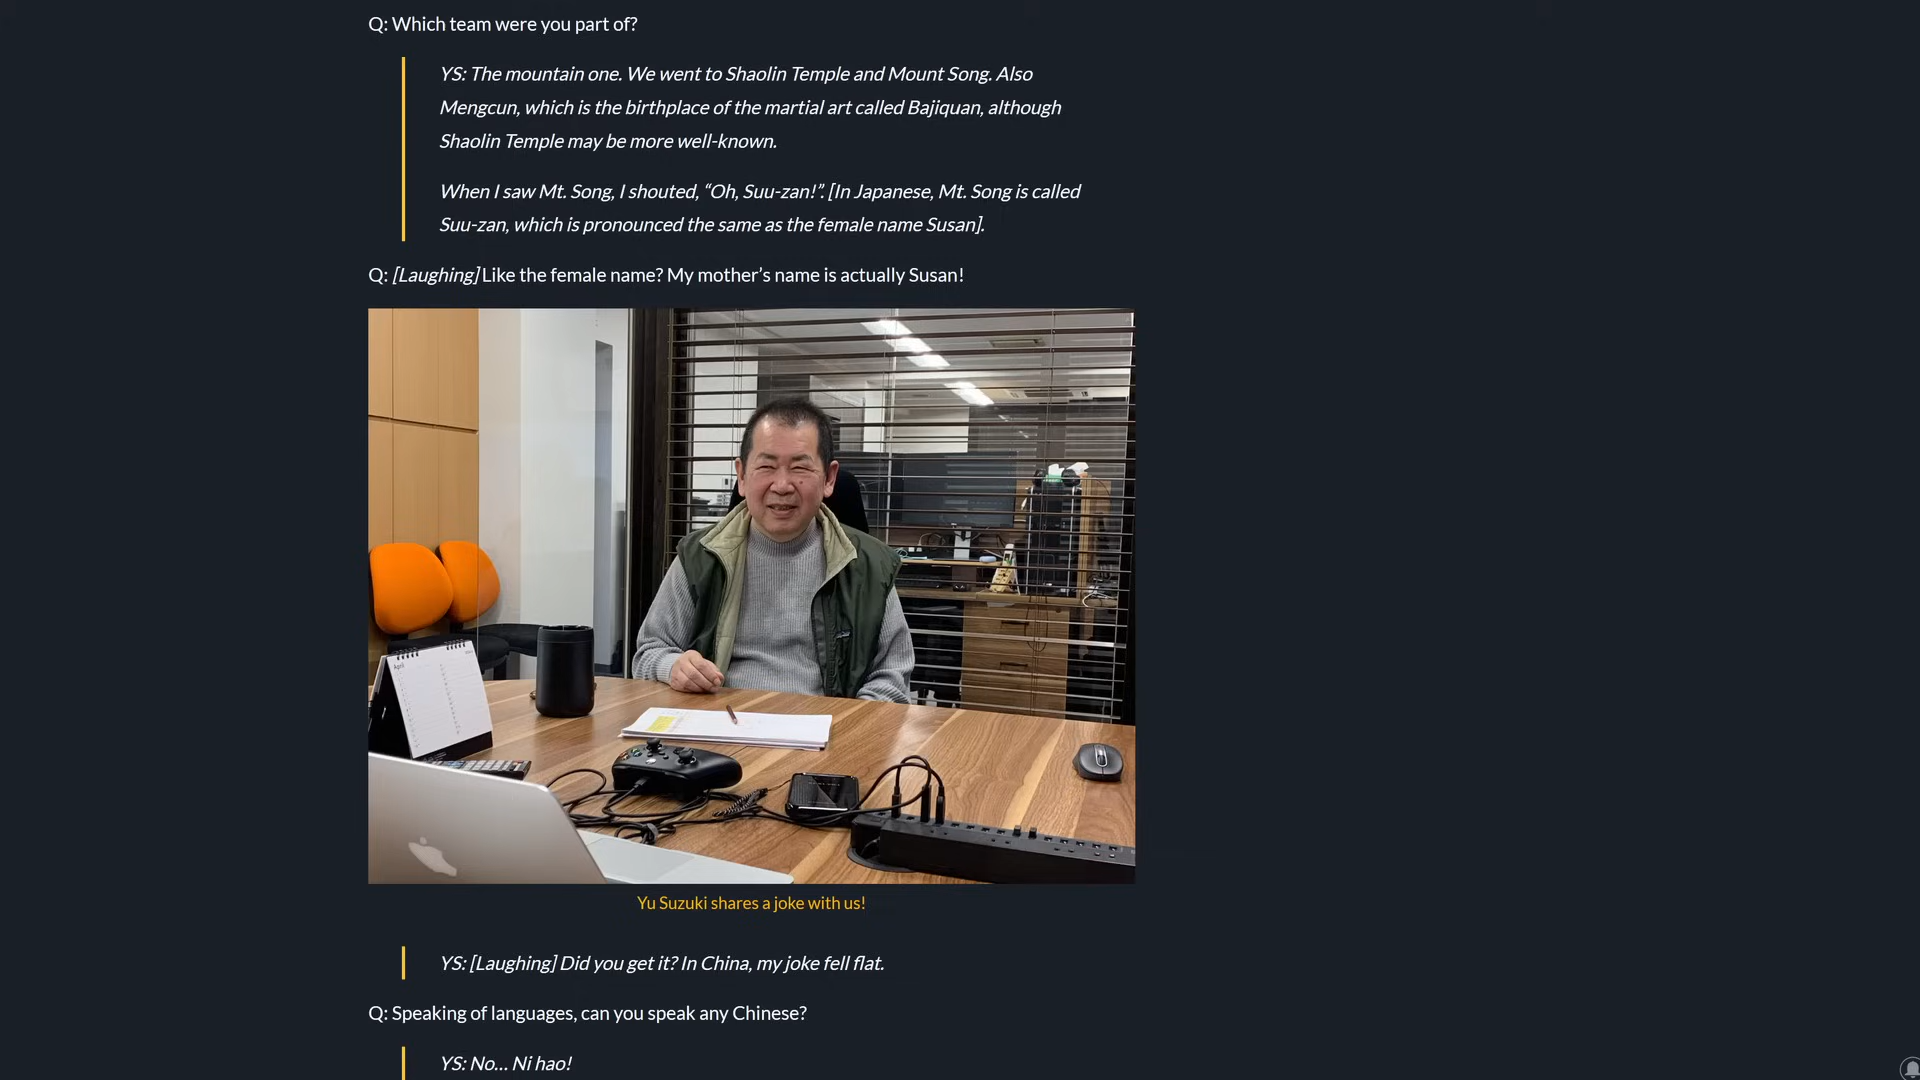 Q: Which team were you part of?
YS: The mountain one. We went to Shaolin Temple and Mount Song. Also
Mengcun, which is the birthplace of the martial art called Bajiquan, although
Shaolin Temple may be more well-known.
When I saw Mt. Song, I shouted, “Oh, Suu-zan!”. [In Japanese, Mt. Song is called
Suu-zan, which is pronounced the same as the female name Susan].
Q: [Laughing] Like the female name? My mother’s name is actually Susan!
April
Yu Suzuki shares a joke with us!
YS: [Laughing] Did you get it? In China, my joke fell flat.
Q: Speaking of languages, can you speak any Chinese?
YS: No... Ni hao!